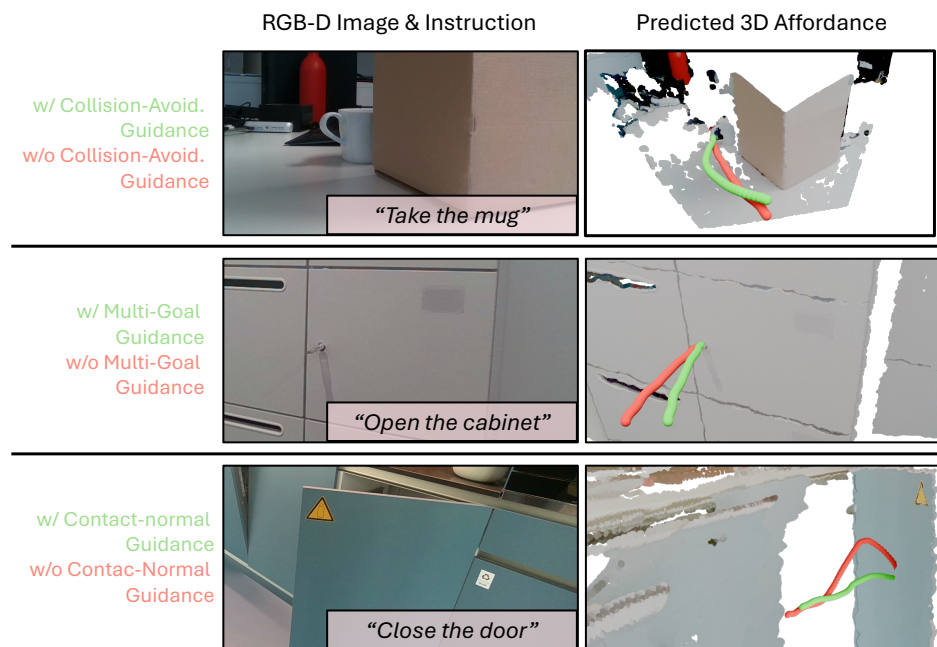 RGB-D Image & Instruction
Predicted 3D Affordance
w/ Collision-Avoid.
Guidance
w/o Collision-Avoid.
Guidance
“Take the mug”
w/ Multi-Goal
Guidance
w/o Multi-Goal
Guidance
“Open the cabinet”
w/ Contact-normal
Guidance
w/o Contac-Normal
Guidance
“Close the door”